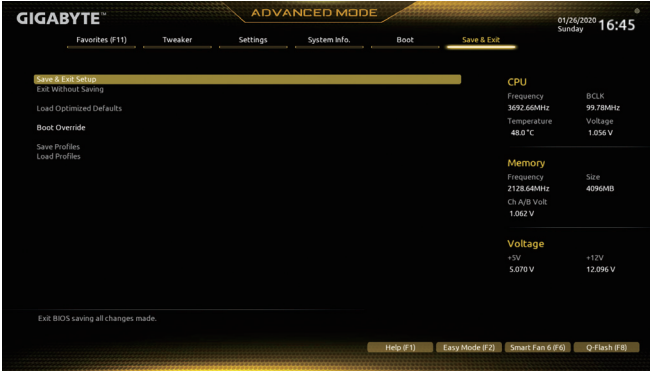 GIGABYTE™
ADVANCED MODE
01/26/2020 Sunday 16:45
Favorites (F11) Tweaker Settings System Info. Boot Save & Exit
Save & Exit Setup
Exit Without Saving
Load Optimized Defaults
Boot Override
Save Profiles
Load Profiles
CPU
Frequency BCLK
3692.66MHz 99.78MHz
Temperature Voltage
48.0 °C 1.056 V
Memory
Frequency Size
2128.64MHz 4096MB
Ch A/B Volt
1.062 V
Voltage
+5V +12V
5.070 V 12.096 V
Exit BIOS saving all changes made.
Help (F1) Easy Mode (F2) Smart Fan 6 (F6) Q-Flash (F8)